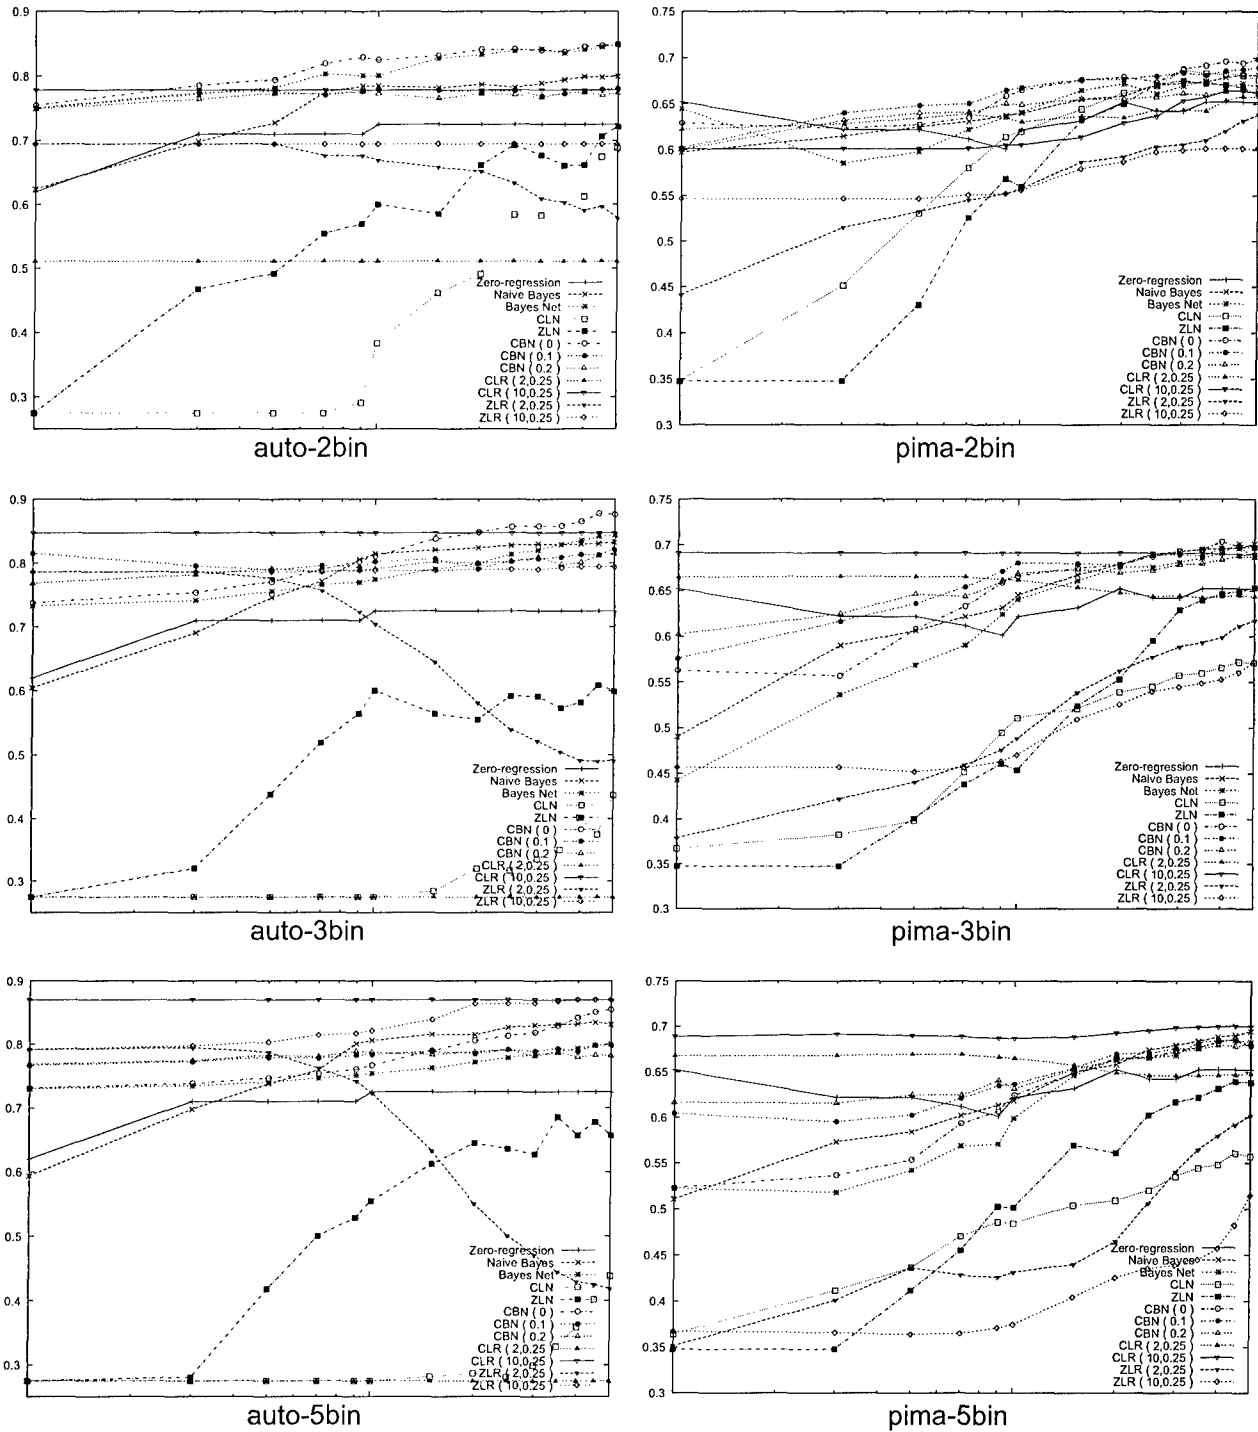 0.9
0.8
0.7
0.6
0.5
0.4
0.3
Zero-regression
Naive Bayes
Bayes Net
CLN
ZLN
CBN ( 0 )
CBN ( 0.1 )
CBN ( 0.2 )
CLR ( 2,0.25 )
CLR ( 10,0.25 )
ZLR ( 2,0.25 )
ZLR ( 10,0.25 )
auto-2bin
0.75
0.7
0.65
0.6
0.55
0.5
0.45
0.4
0.35
0.3
Zero-regression
Naive Bayes
Bayes Net
CLN
ZLN
CBN ( 0 )
CBN ( 0.1 )
CBN ( 0.2 )
CLR ( 2,0.25 )
CLR ( 10,0.25 )
ZLR ( 2,0.25 )
ZLR ( 10,0.25 )
pima-2bin
0.9
0.8
0.7
0.6
0.5
0.4
0.3
Zero-regression
Naive Bayes
Bayes Net
CLN
ZLN
CBN ( 0 )
CBN ( 0.1 )
CBN ( 0.2 )
CLR ( 2,0.25 )
CLR ( 10,0.25 )
ZLR ( 2,0.25 )
ZLR ( 10,0.25 )
auto-3bin
0.75
0.7
0.65
0.6
0.55
0.5
0.45
0.4
0.35
0.3
Zero-regression
Naive Bayes
Bayes Net
CLN
ZLN
CBN ( 0 )
CBN ( 0.1 )
CBN ( 0.2 )
CLR ( 2,0.25 )
CLR ( 10,0.25 )
ZLR ( 2,0.25 )
ZLR ( 10,0.25 )
pima-3bin
0.9
0.8
0.7
0.6
0.5
0.4
0.3
Zero-regression
Naive Bayes
Bayes Net
CLN
ZLN
CBN ( 0 )
CBN ( 0.1 )
CBN ( 0.2 )
CLR ( 2,0.25 )
CLR ( 10,0.25 )
ZLR ( 2,0.25 )
ZLR ( 10,0.25 )
auto-5bin
0.75
0.7
0.65
0.6
0.55
0.5
0.45
0.4
0.35
0.3
Zero-regression
Naive Bayes
Bayes Net
CLN
ZLN
CBN ( 0 )
CBN ( 0.1 )
CBN ( 0.2 )
CLR ( 2,0.25 )
CLR ( 10,0.25 )
ZLR ( 2,0.25 )
ZLR ( 10,0.25 )
pima-5bin